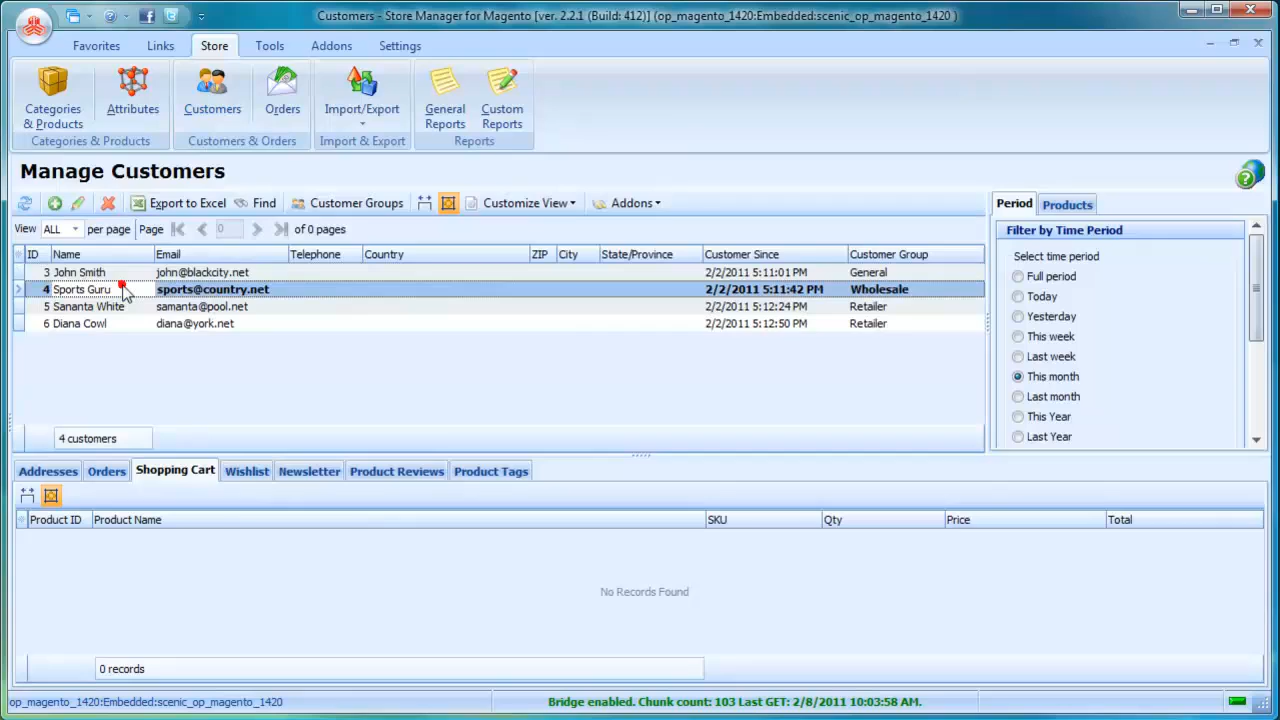 Customers - Store Manager for Magento [ver. 2.2.1 (Build: 412)] (op_magento_1420:Embedded:scenic_op_magento_1420 )
Favorites Links Store Tools Addons Settings
Categories & Products
Attributes
Customers
Orders
Import/Export
General Reports
Custom Reports
Categories & Products Customers & Orders Import & Export Reports
Manage Customers
Export to Excel Find Customer Groups Customize View Addons
View ALL per page Page 0 of 0 pages
ID Name Email Telephone Country ZIP City State/Province Customer Since Customer Group
3 John Smith john@blackcity.net 2/2/2011 5:11:01 PM General
4 Sports Guru sports@country.net 2/2/2011 5:11:42 PM Wholesale
5 Sananta White samanta@pool.net 2/2/2011 5:12:24 PM Retailer
6 Diana Cowl diana@york.net 2/2/2011 5:12:50 PM Retailer
4 customers
Period Products
Filter by Time Period
Select time period
Full period
Today
Yesterday
This week
Last week
This month
Last month
This Year
Last Year
Addresses Orders Shopping Cart Wishlist Newsletter Product Reviews Product Tags
Product ID Product Name SKU Qty Price Total
No Records Found
0 records
op_magento_1420:Embedded:scenic_op_magento_1420 Bridge enabled. Chunk count: 103 Last GET: 2/8/2011 10:03:58 AM.